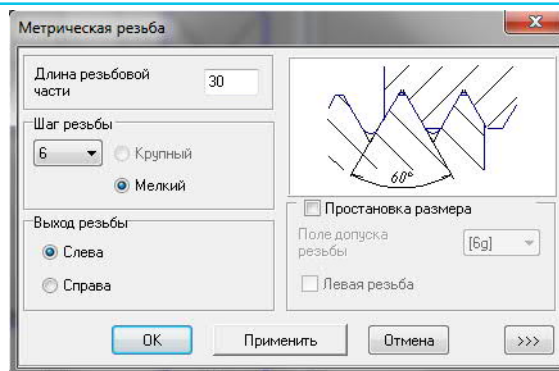 Метрическая резьба
Длина резьбовой части 30
Шаг резьбы
6 Крупный
Мелкий
Выход резьбы
Слева
Справа
60°
Простановка размера
Поле допуска резьбы [6g]
Левая резьба
OK Применить Отмена >>>